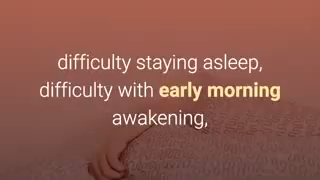 difficulty staying asleep,
difficulty with early morning
awakening,